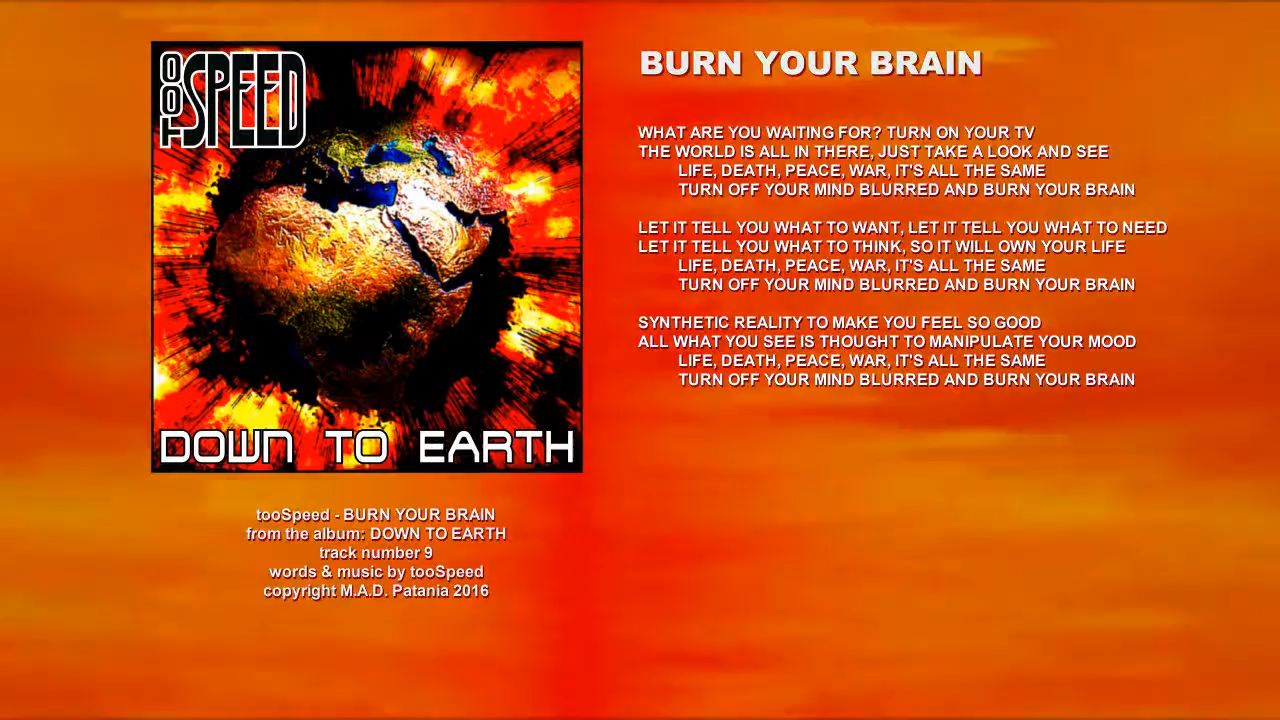 TOO SPEED
DOWN TO EARTH
tooSpeed - BURN YOUR BRAIN
from the album: DOWN TO EARTH
track number 9
words & music by tooSpeed
copyright M.A.D. Patania 2016
BURN YOUR BRAIN
WHAT ARE YOU WAITING FOR? TURN ON YOUR TV
THE WORLD IS ALL IN THERE, JUST TAKE A LOOK AND SEE
LIFE, DEATH, PEACE, WAR, IT'S ALL THE SAME
TURN OFF YOUR MIND BLURRED AND BURN YOUR BRAIN
LET IT TELL YOU WHAT TO WANT, LET IT TELL YOU WHAT TO NEED
LET IT TELL YOU WHAT TO THINK, SO IT WILL OWN YOUR LIFE
LIFE, DEATH, PEACE, WAR, IT'S ALL THE SAME
TURN OFF YOUR MIND BLURRED AND BURN YOUR BRAIN
SYNTHETIC REALITY TO MAKE YOU FEEL SO GOOD
ALL WHAT YOU SEE IS THOUGHT TO MANIPULATE YOUR MOOD
LIFE, DEATH, PEACE, WAR, IT'S ALL THE SAME
TURN OFF YOUR MIND BLURRED AND BURN YOUR BRAIN